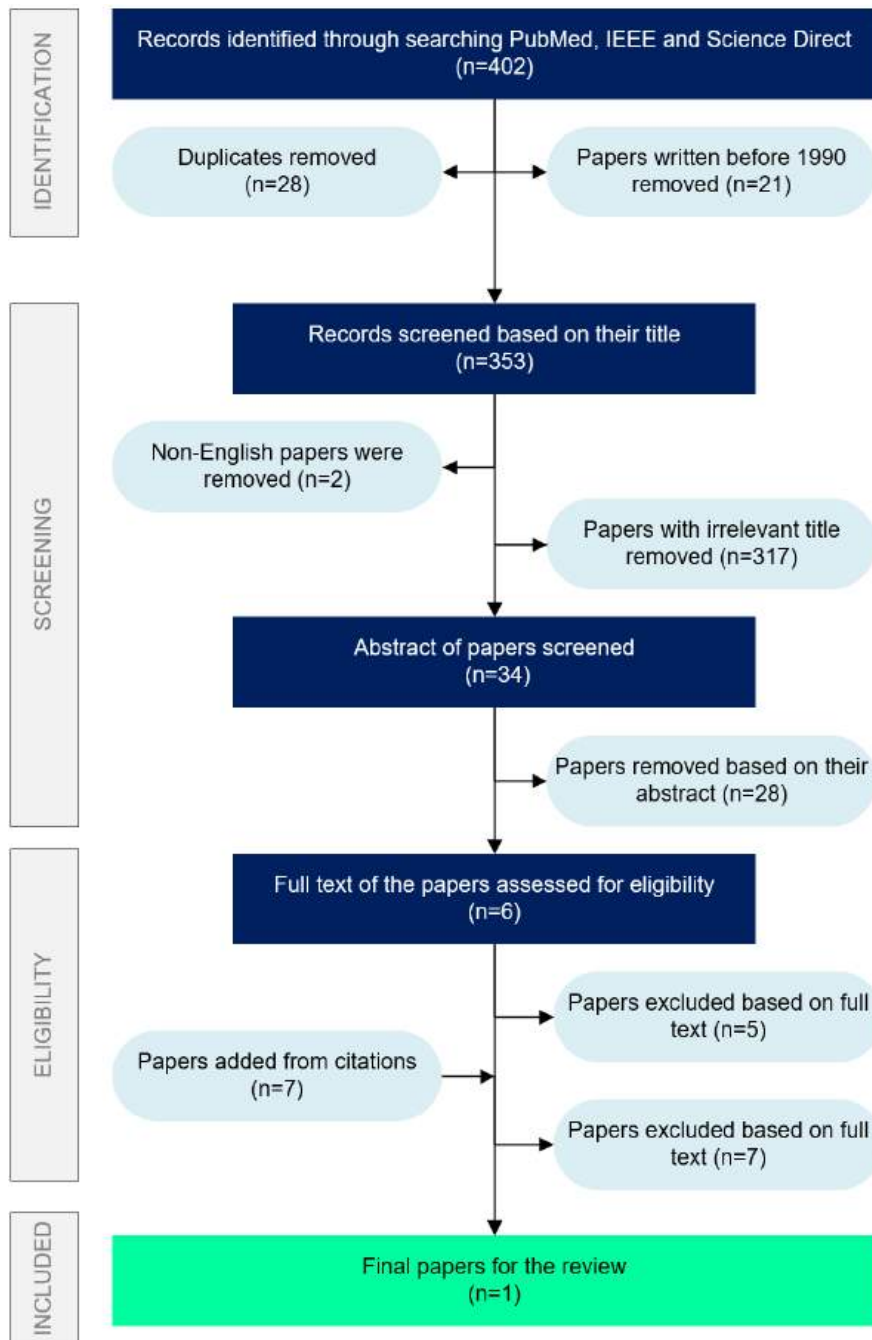 IDENTIFICATION
Records identified through searching PubMed, IEEE and Science Direct
(n=402)
Duplicates removed
(n=28)
Papers written before 1990
removed (n=21)
SCREENING
Records screened based on their title
(n=353)
Non-English papers were
removed (n=2)
Papers with irrelevant title
removed (n=317)
Abstract of papers screened
(n=34)
Papers removed based on their
abstract (n=28)
ELIGIBILITY
Full text of the papers assessed for eligibility
(n=6)
Papers excluded based on full
text (n=5)
Papers added from citations
(n=7)
Papers excluded based on full
text (n=7)
INCLUDED
Final papers for the review
(n=1)